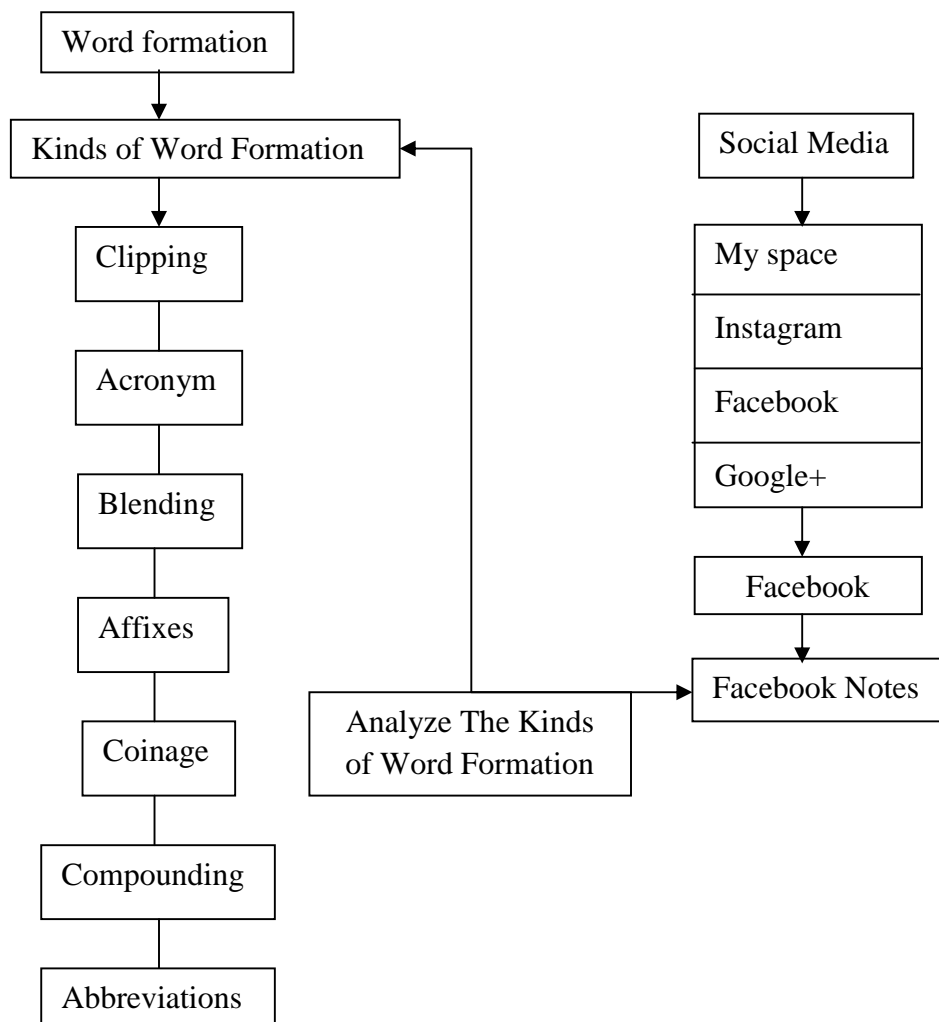 Word formation
Kinds of Word Formation
Clipping
Acronym
Blending
Affixes
Coinage
Compounding
Abbreviations
Social Media
My space
Instagram
Facebook
Google+
Facebook
Facebook Notes
Analyze The Kinds
of Word Formation